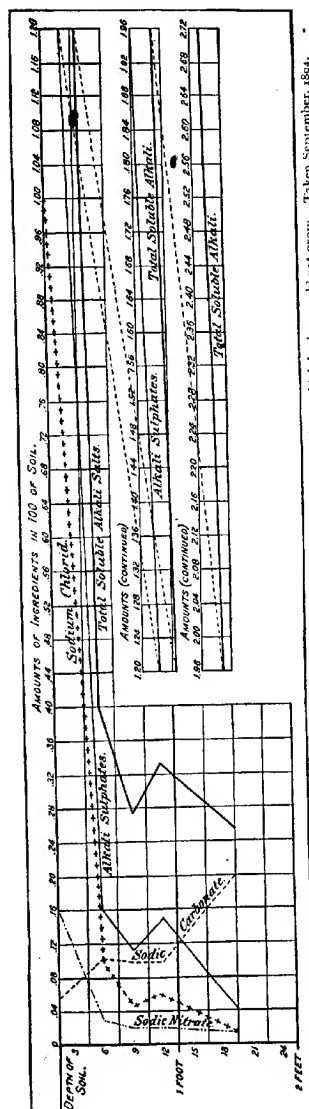 AMOUNTS OF INGREDIENTS IN 100 OF SOIL.
0 .04 .08 .12 .16 .20 .24 .28 .32 .36 .40 .44 .48 .52 .56 .60 .64 .68 .72 .76 .80 .84 .88 .92 .96 1.00 1.04 1.08 1.12 1.16 1.20
DEPTH OF
SOIL.
3
6
9
12
1 FOOT
15
18
21
24
2 FEET
Sodium Chlorid.
Total Soluble Alkali Salts.
Alkali Sulphates.
Sodic Carbonate
Sodic Nitrate
AMOUNTS (CONTINUED)
1.20 1.24 1.28 1.32 1.36 1.40 1.44 1.48 1.52 1.56 1.60 1.64 1.68 1.72 1.76 1.80 1.84 1.88 1.92 1.96
Alkali Sulphates.
Total Soluble Alkali.
AMOUNTS (CONTINUED)
1.96 2.00 2.04 2.08 2.12 2.16 2.20 2.24 2.28 2.32 2.36 2.40 2.44 2.48 2.52 2.56 2.60 2.64 2.68 2.72
Total Soluble Alkali.
Taken September, 1894.